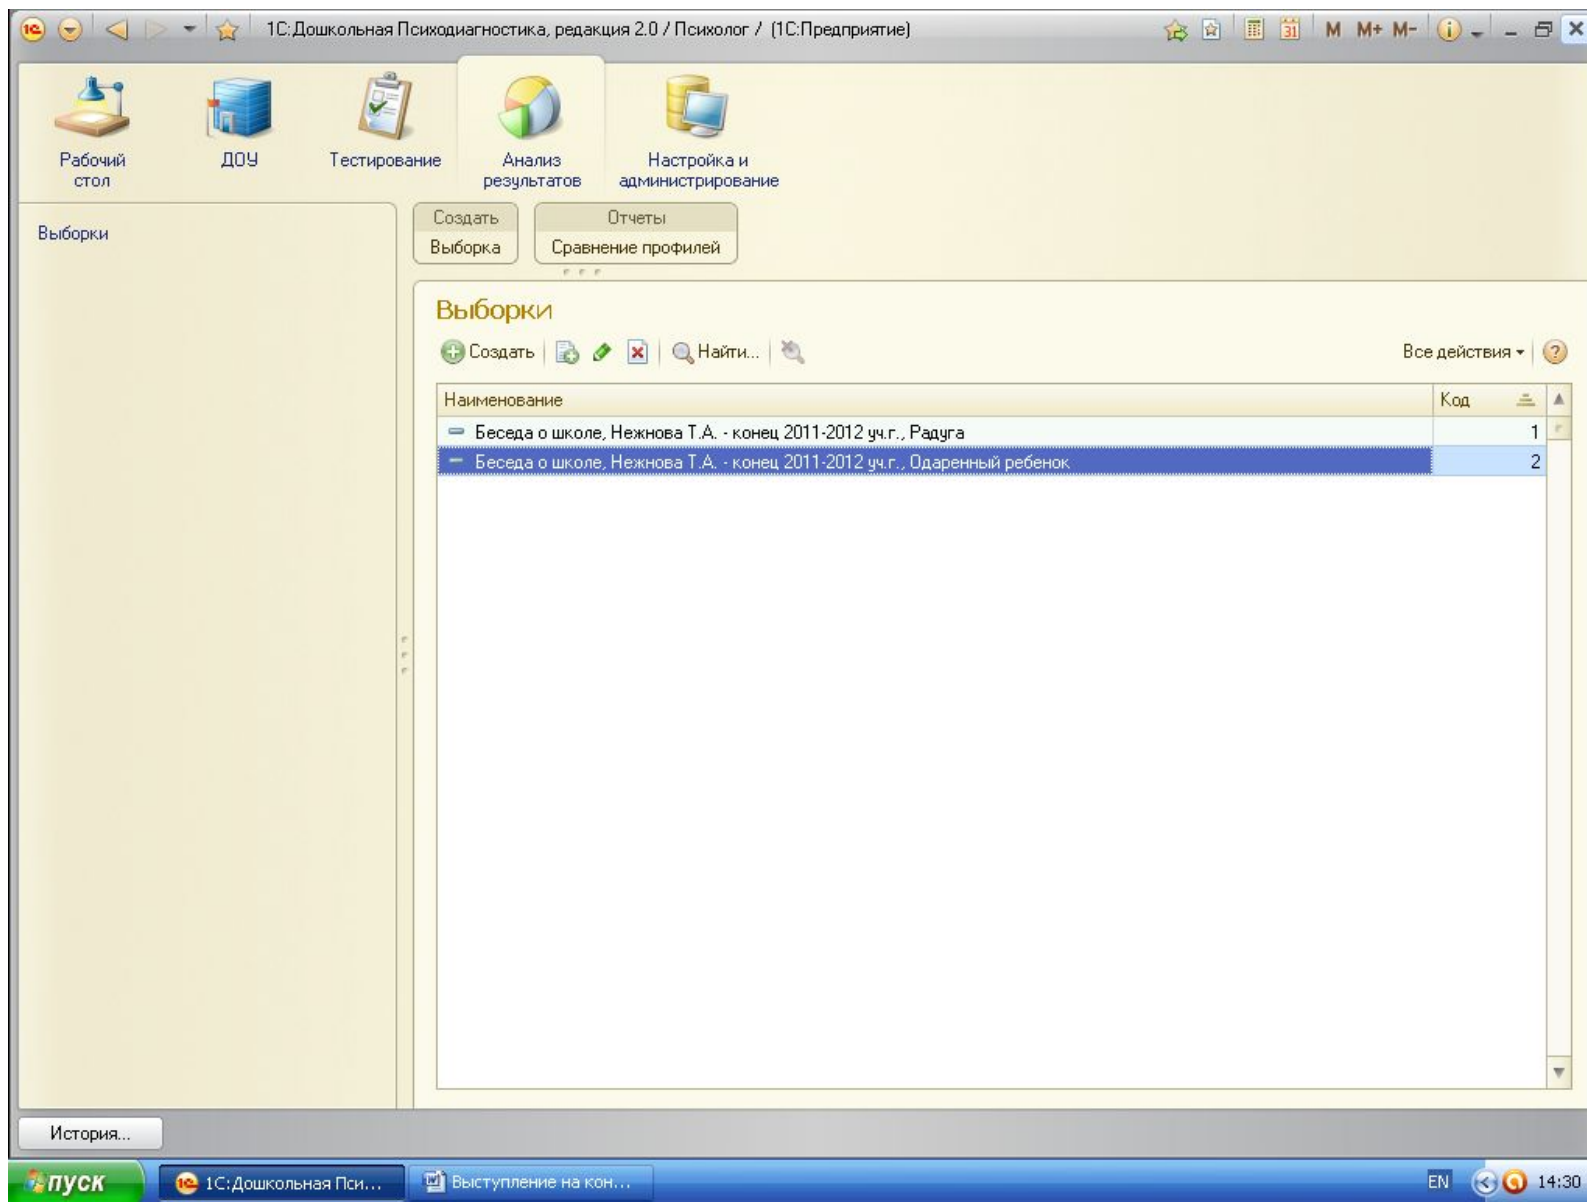 1С:Дошкольная Психодиагностика, редакция 2.0 / Психолог / (1С:Предприятие)
31 M M+ M-
Рабочий стол
ДОУ
Тестирование
Анализ результатов
Настройка и администрирование
Выборки
Создать
Выборка
Отчеты
Сравнение профилей
Выборки
Создать Найти... Все действия
Наименование Код
Беседа о школе, Нежнова Т.А. - конец 2011-2012 уч.г., Радуга 1
Беседа о школе, Нежнова Т.А. - конец 2011-2012 уч.г., Одаренный ребенок 2
История...
пуск 1С:Дошкольная Пси... Выступление на кон... EN 14:30